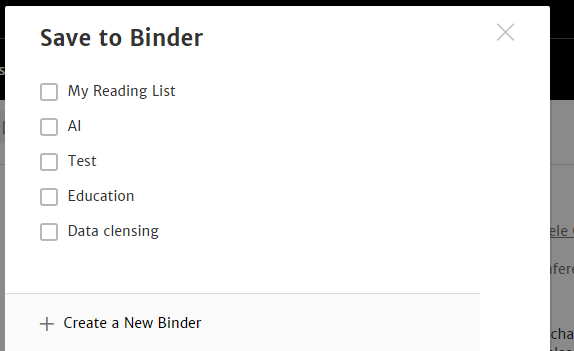 Save to Binder
My Reading List
AI
Test
Education
Data clensing
Create a New Binder